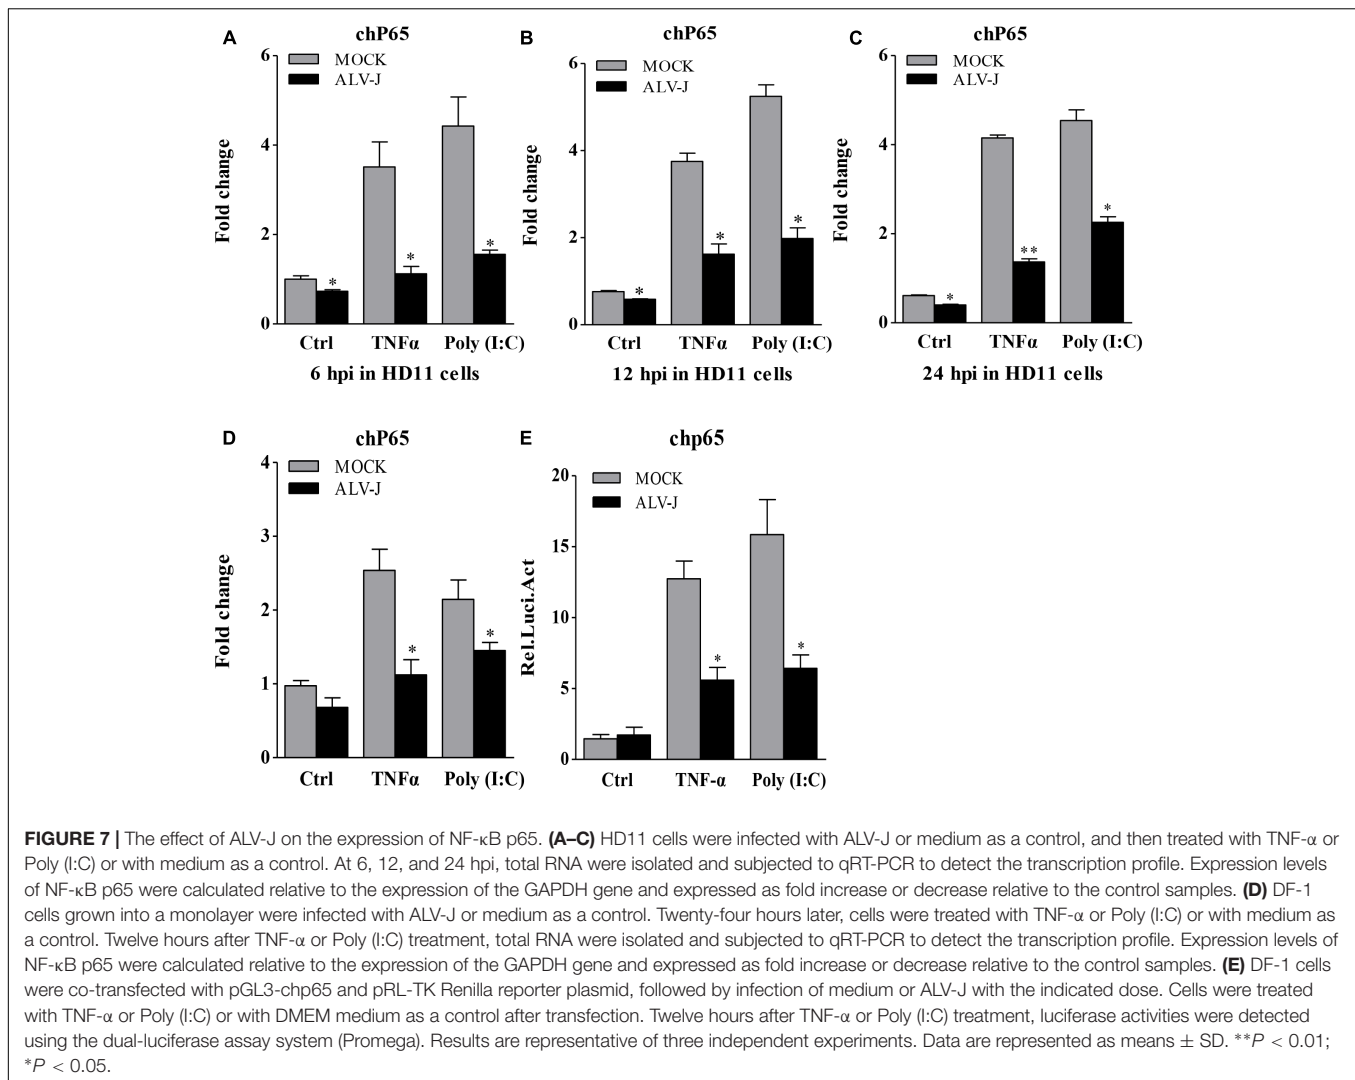 A
chP65
6
4
2
0
Fold change
MOCK
ALV-J
*
*
*
Ctrl TNFα Poly (I:C)
6 hpi in HD11 cells
B
chP65
6
4
2
0
Fold change
MOCK
ALV-J
*
*
*
Ctrl TNFα Poly (I:C)
12 hpi in HD11 cells
C
chP65
6
4
2
0
Fold change
MOCK
ALV-J
*
**
*
Ctrl TNFα Poly (I:C)
24 hpi in HD11 cells
D
chP65
4
3
2
1
0
Fold change
MOCK
ALV-J
*
*
Ctrl TNFα Poly (I:C)
E
chp65
20
15
10
5
0
Rel.Luci.Act
MOCK
ALV-J
*
*
Ctrl TNF-α Poly (I:C)
FIGURE 7 | The effect of ALV-J on the expression of NF-κB p65. (A–C) HD11 cells were infected with ALV-J or medium as a control, and then treated with TNF-α or
Poly (I:C) or with medium as a control. At 6, 12, and 24 hpi, total RNA were isolated and subjected to qRT-PCR to detect the transcription profile. Expression levels
of NF-κB p65 were calculated relative to the expression of the GAPDH gene and expressed as fold increase or decrease relative to the control samples. (D) DF-1
cells grown into a monolayer were infected with ALV-J or medium as a control. Twenty-four hours later, cells were treated with TNF-α or Poly (I:C) or with medium as
a control. Twelve hours after TNF-α or Poly (I:C) treatment, total RNA were isolated and subjected to qRT-PCR to detect the transcription profile. Expression levels of
NF-κB p65 were calculated relative to the expression of the GAPDH gene and expressed as fold increase or decrease relative to the control samples. (E) DF-1 cells
were co-transfected with pGL3-chp65 and pRL-TK Renilla reporter plasmid, followed by infection of medium or ALV-J with the indicated dose. Cells were treated
with TNF-α or Poly (I:C) or with DMEM medium as a control after transfection. Twelve hours after TNF-α or Poly (I:C) treatment, luciferase activities were detected
using the dual-luciferase assay system (Promega). Results are representative of three independent experiments. Data are represented as means ± SD. **P < 0.01;
*P < 0.05.